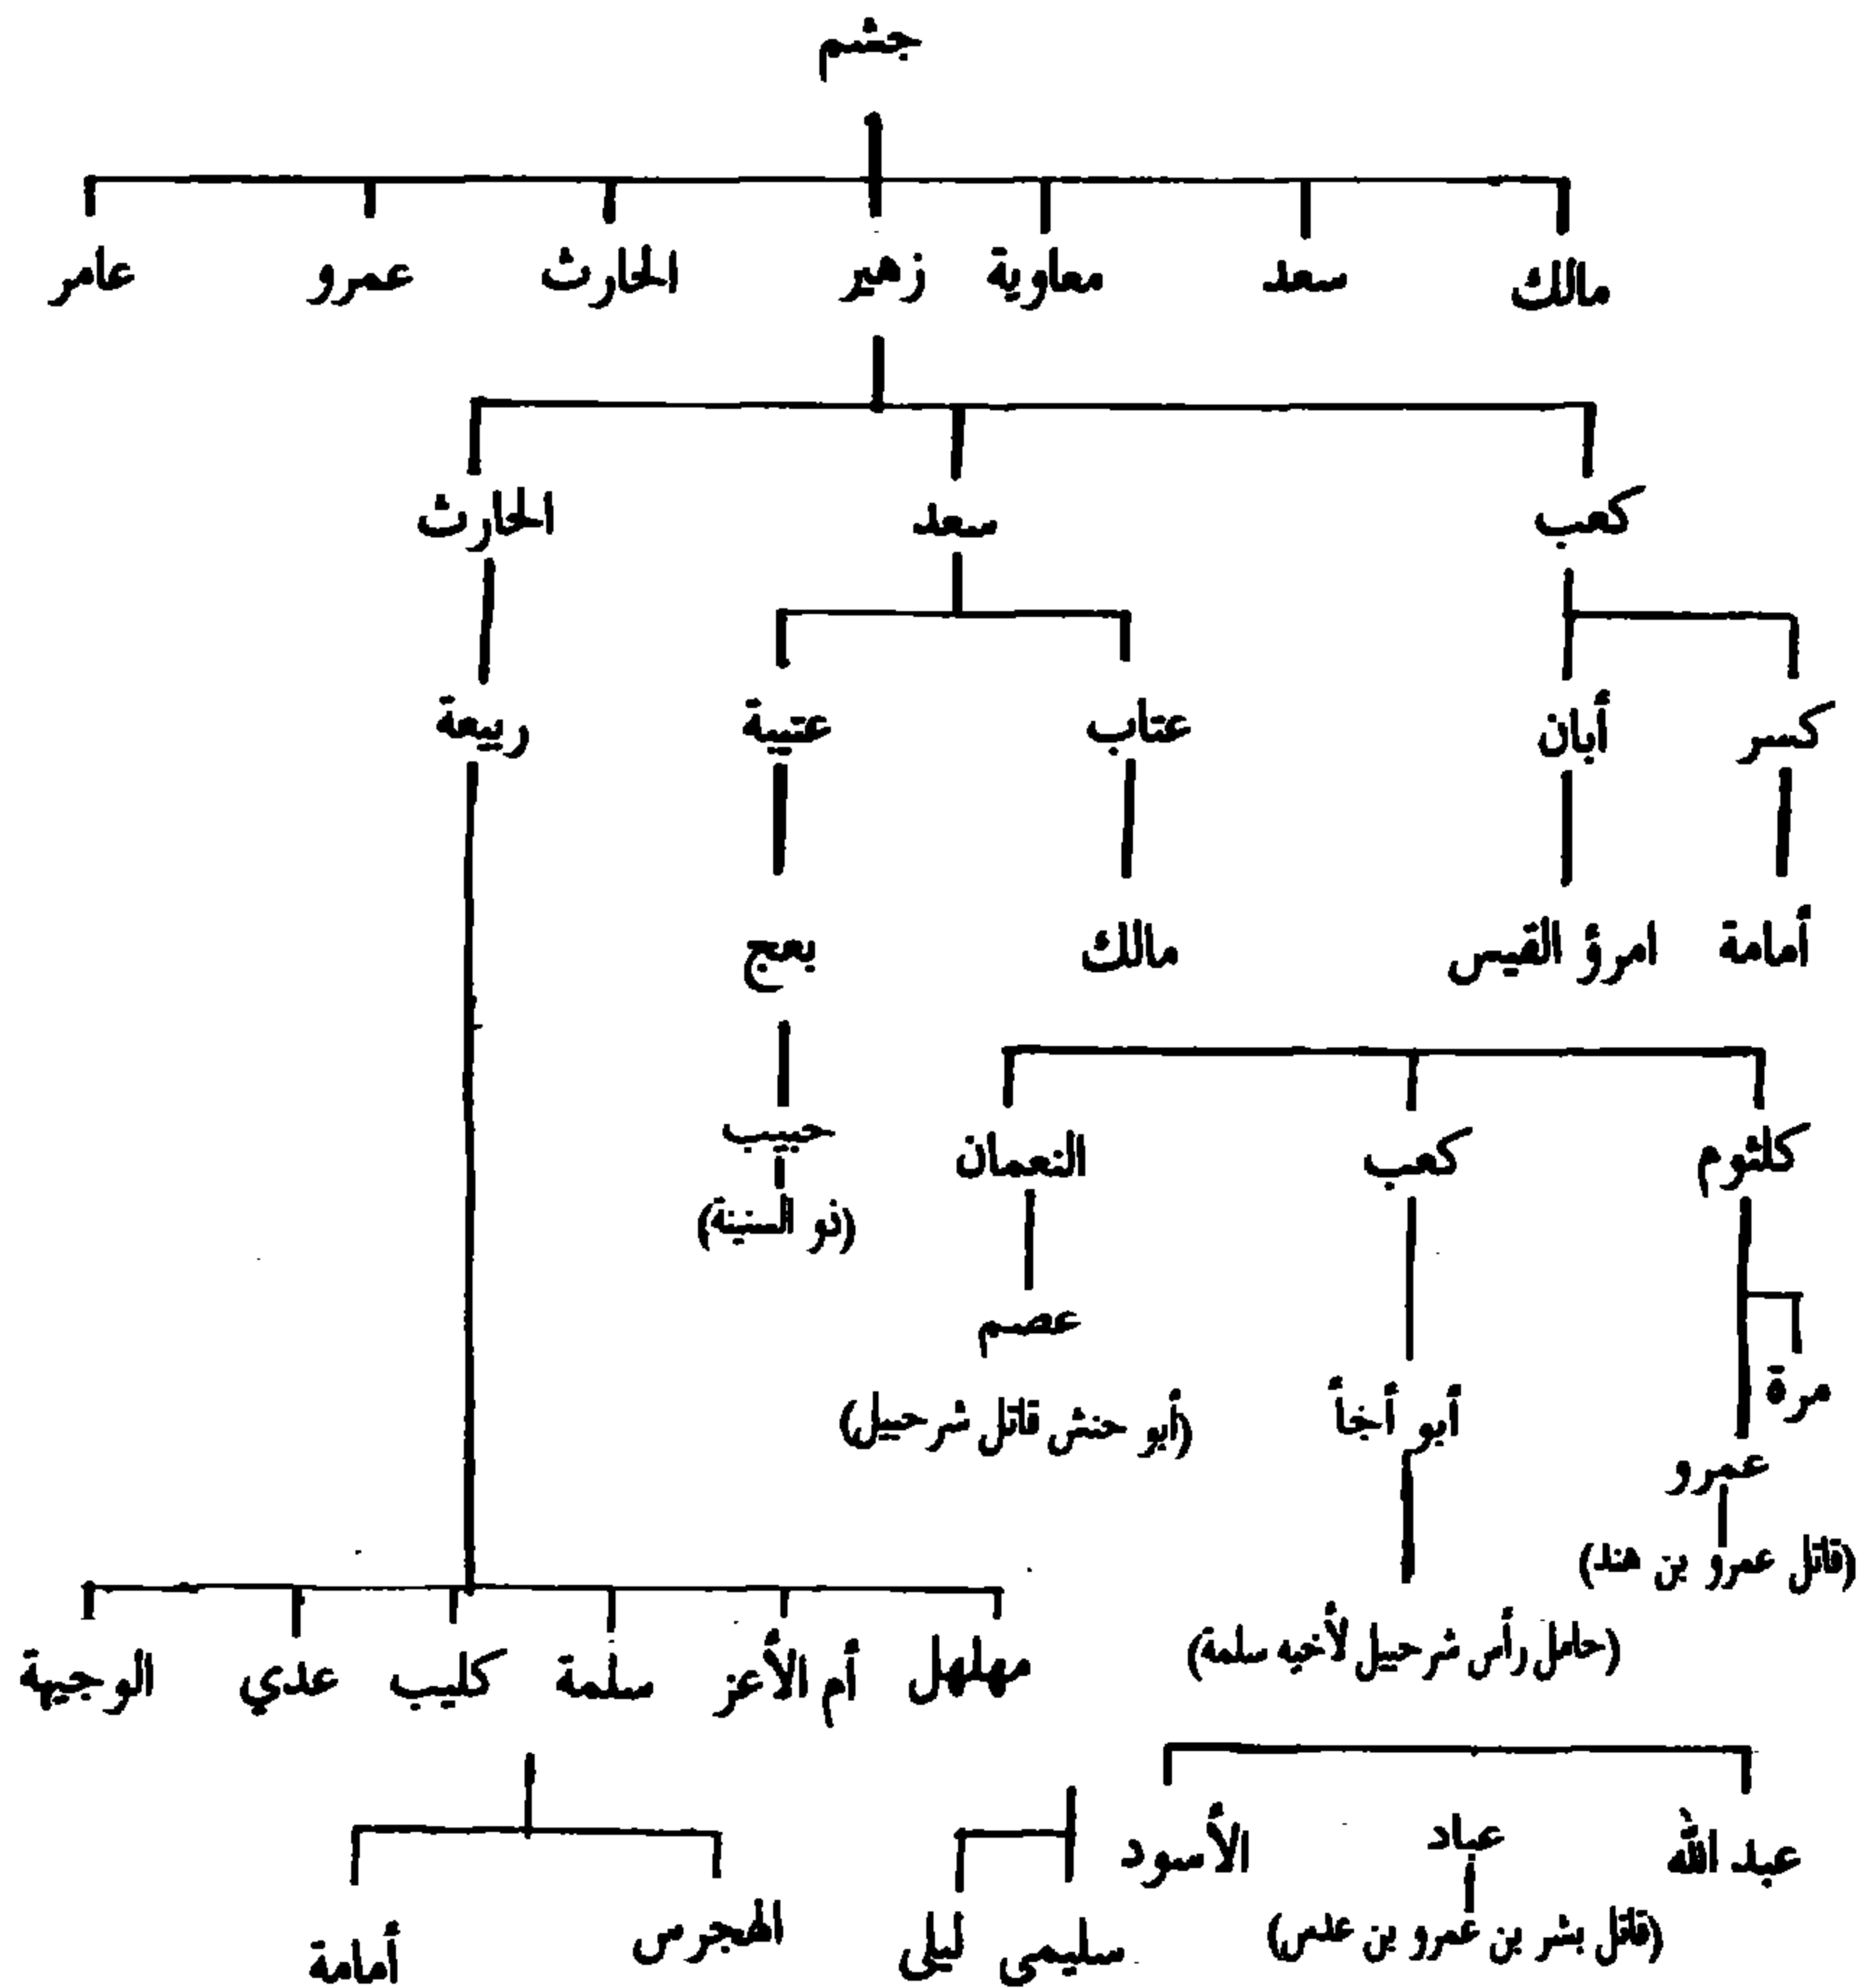 جشم
مالك سعد معاوية زهير الحارث عمرو عامر
كعب سعد الحارث
كسر أبان عتاب عتيبة ربيعة
أمامة امرؤ القيس مالك بعج
كلثوم كعب النعمان حبيب
(ذو السنينة)
عصم
مرة أبو أخبأ (أبو حنش قاتل شرحبيل)
عمرو
(قاتل عمرو بن هند)
(حامل رأس شرحبيل لأخيه سلمة)
مهلهل أم الأغر سلمة كليب عدي الوجيهة
عبد الله عباد الأسود
(قاتل بشر بن عمرو بن عدس) سليمى ليلى الهجرس أمامة